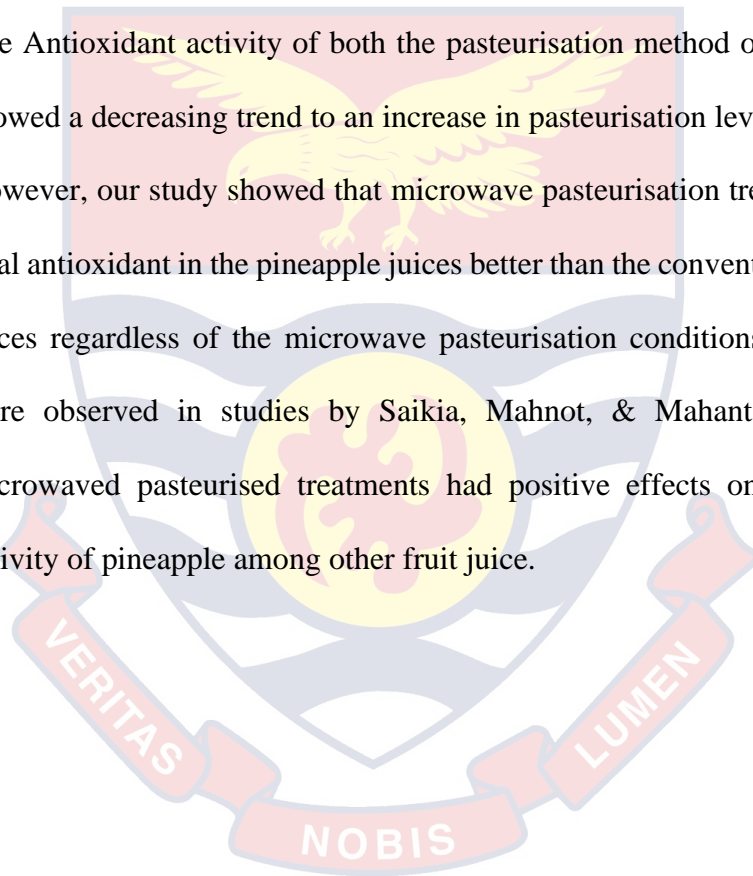 e Antioxidant activity of both the pasteurisation method o
owed a decreasing trend to an increase in pasteurisation lev
owever, our study showed that microwave pasteurisation tre
al antioxidant in the pineapple juices better than the convent
ces regardless of the microwave pasteurisation conditions
re observed in studies by Saikia, Mahnot, & Mahant
crowaved pasteurised treatments had positive effects on
ivity of pineapple among other fruit juice.
VERITAS
NOBIS
LUMEN